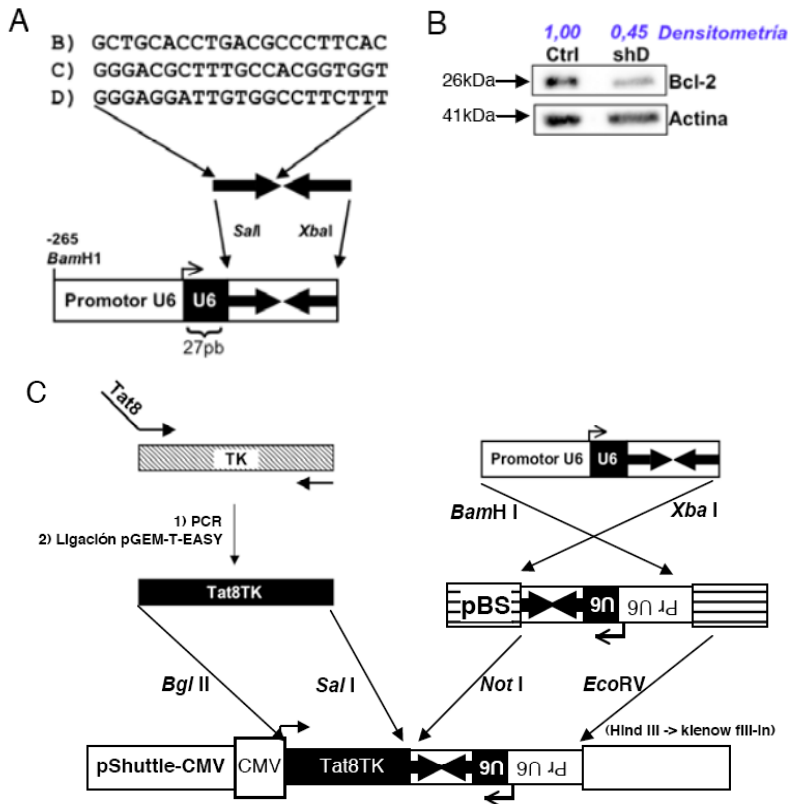 A
B) GCTGCACCTGACGCCCTTCAC
C) GGGACGCTTTGCCACGGTGGT
D) GGGAGGATTGTGGCCTTCTTT
SalI XbaI
-265
BamH1
Promotor U6 U6
27pb
B
1,00 0,45 Densitometría
Ctrl shD
26kDa Bcl-2
41kDa Actina
C
Tat8
TK
1) PCR
2) Ligación pGEM-T-EASY
Tat8TK
Promotor U6 U6
BamH I Xba I
pBS U6 Pr U6
Bgl II Sal I Not I EcoRV
(Hind III -> klenow fill-in)
pShuttle-CMV CMV Tat8TK U6 Pr U6